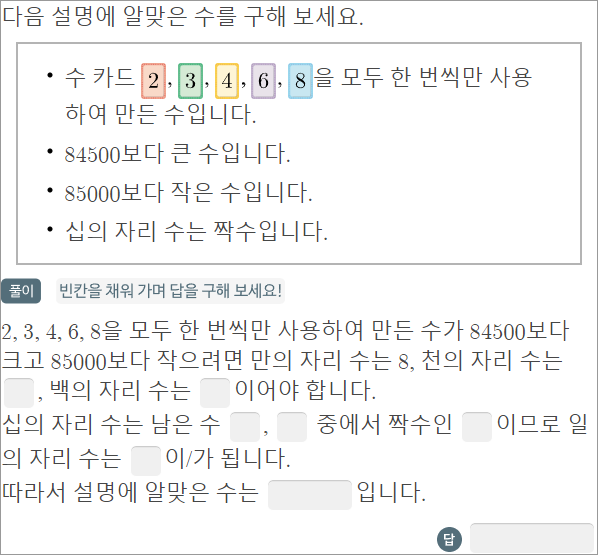 다음 설명에 알맞은 수를 구해 보세요.
• 수 카드 2, 3, 4, 6, 8을 모두 한 번씩만 사용
하여 만든 수입니다.
• 84500보다 큰 수입니다.
• 85000보다 작은 수입니다.
• 십의 자리 수는 짝수입니다.
풀이 빈칸을 채워 가며 답을 구해 보세요!
2, 3, 4, 6, 8을 모두 한 번씩만 사용하여 만든 수가 84500보다
크고 85000보다 작으려면 만의 자리 수는 8, 천의 자리 수는
, 백의 자리 수는 이어야 합니다.
십의 자리 수는 남은 수 , 중에서 짝수인 이므로 일
의 자리 수는 이/가 됩니다.
따라서 설명에 알맞은 수는 입니다.
답